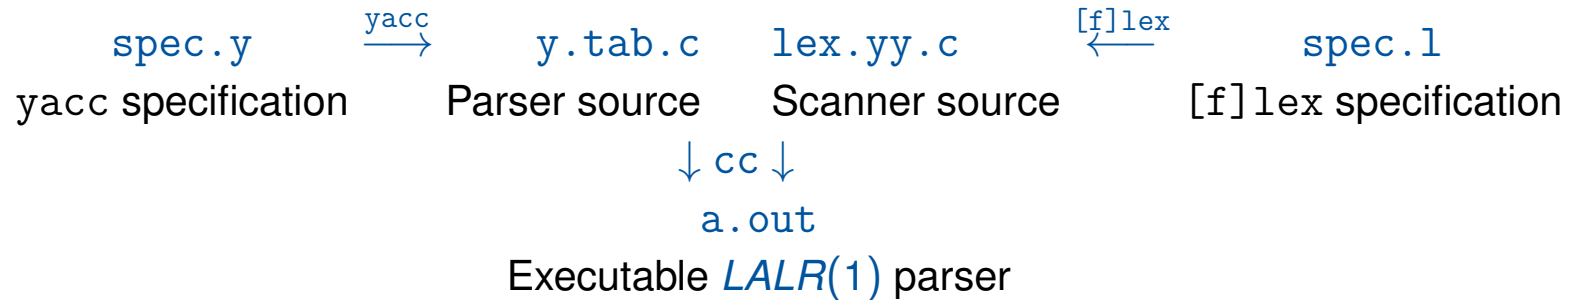 spec.y yacc ⟶ y.tab.c lex.yy.c [f]lex ⟵ spec.l
yacc specification Parser source Scanner source [f]lex specification
↓ cc ↓
a.out
Executable LALR(1) parser